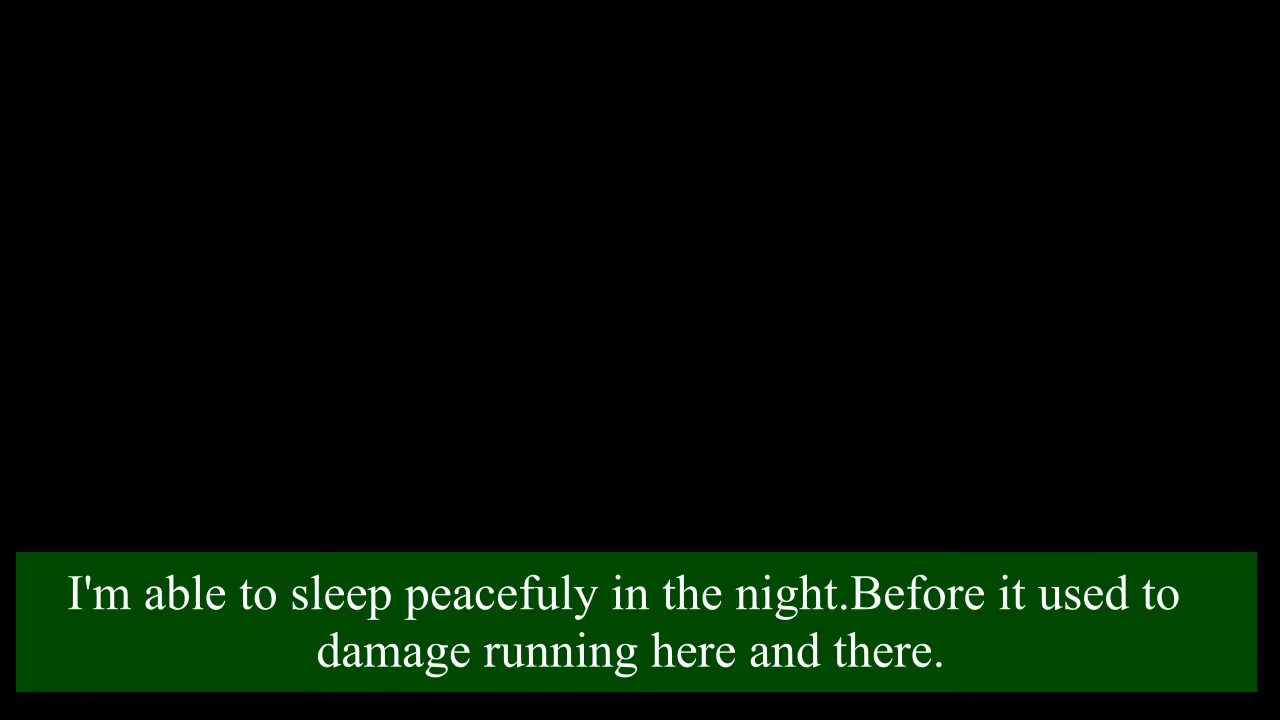 I'm able to sleep peacefuly in the night.Before it used to
damage running here and there.